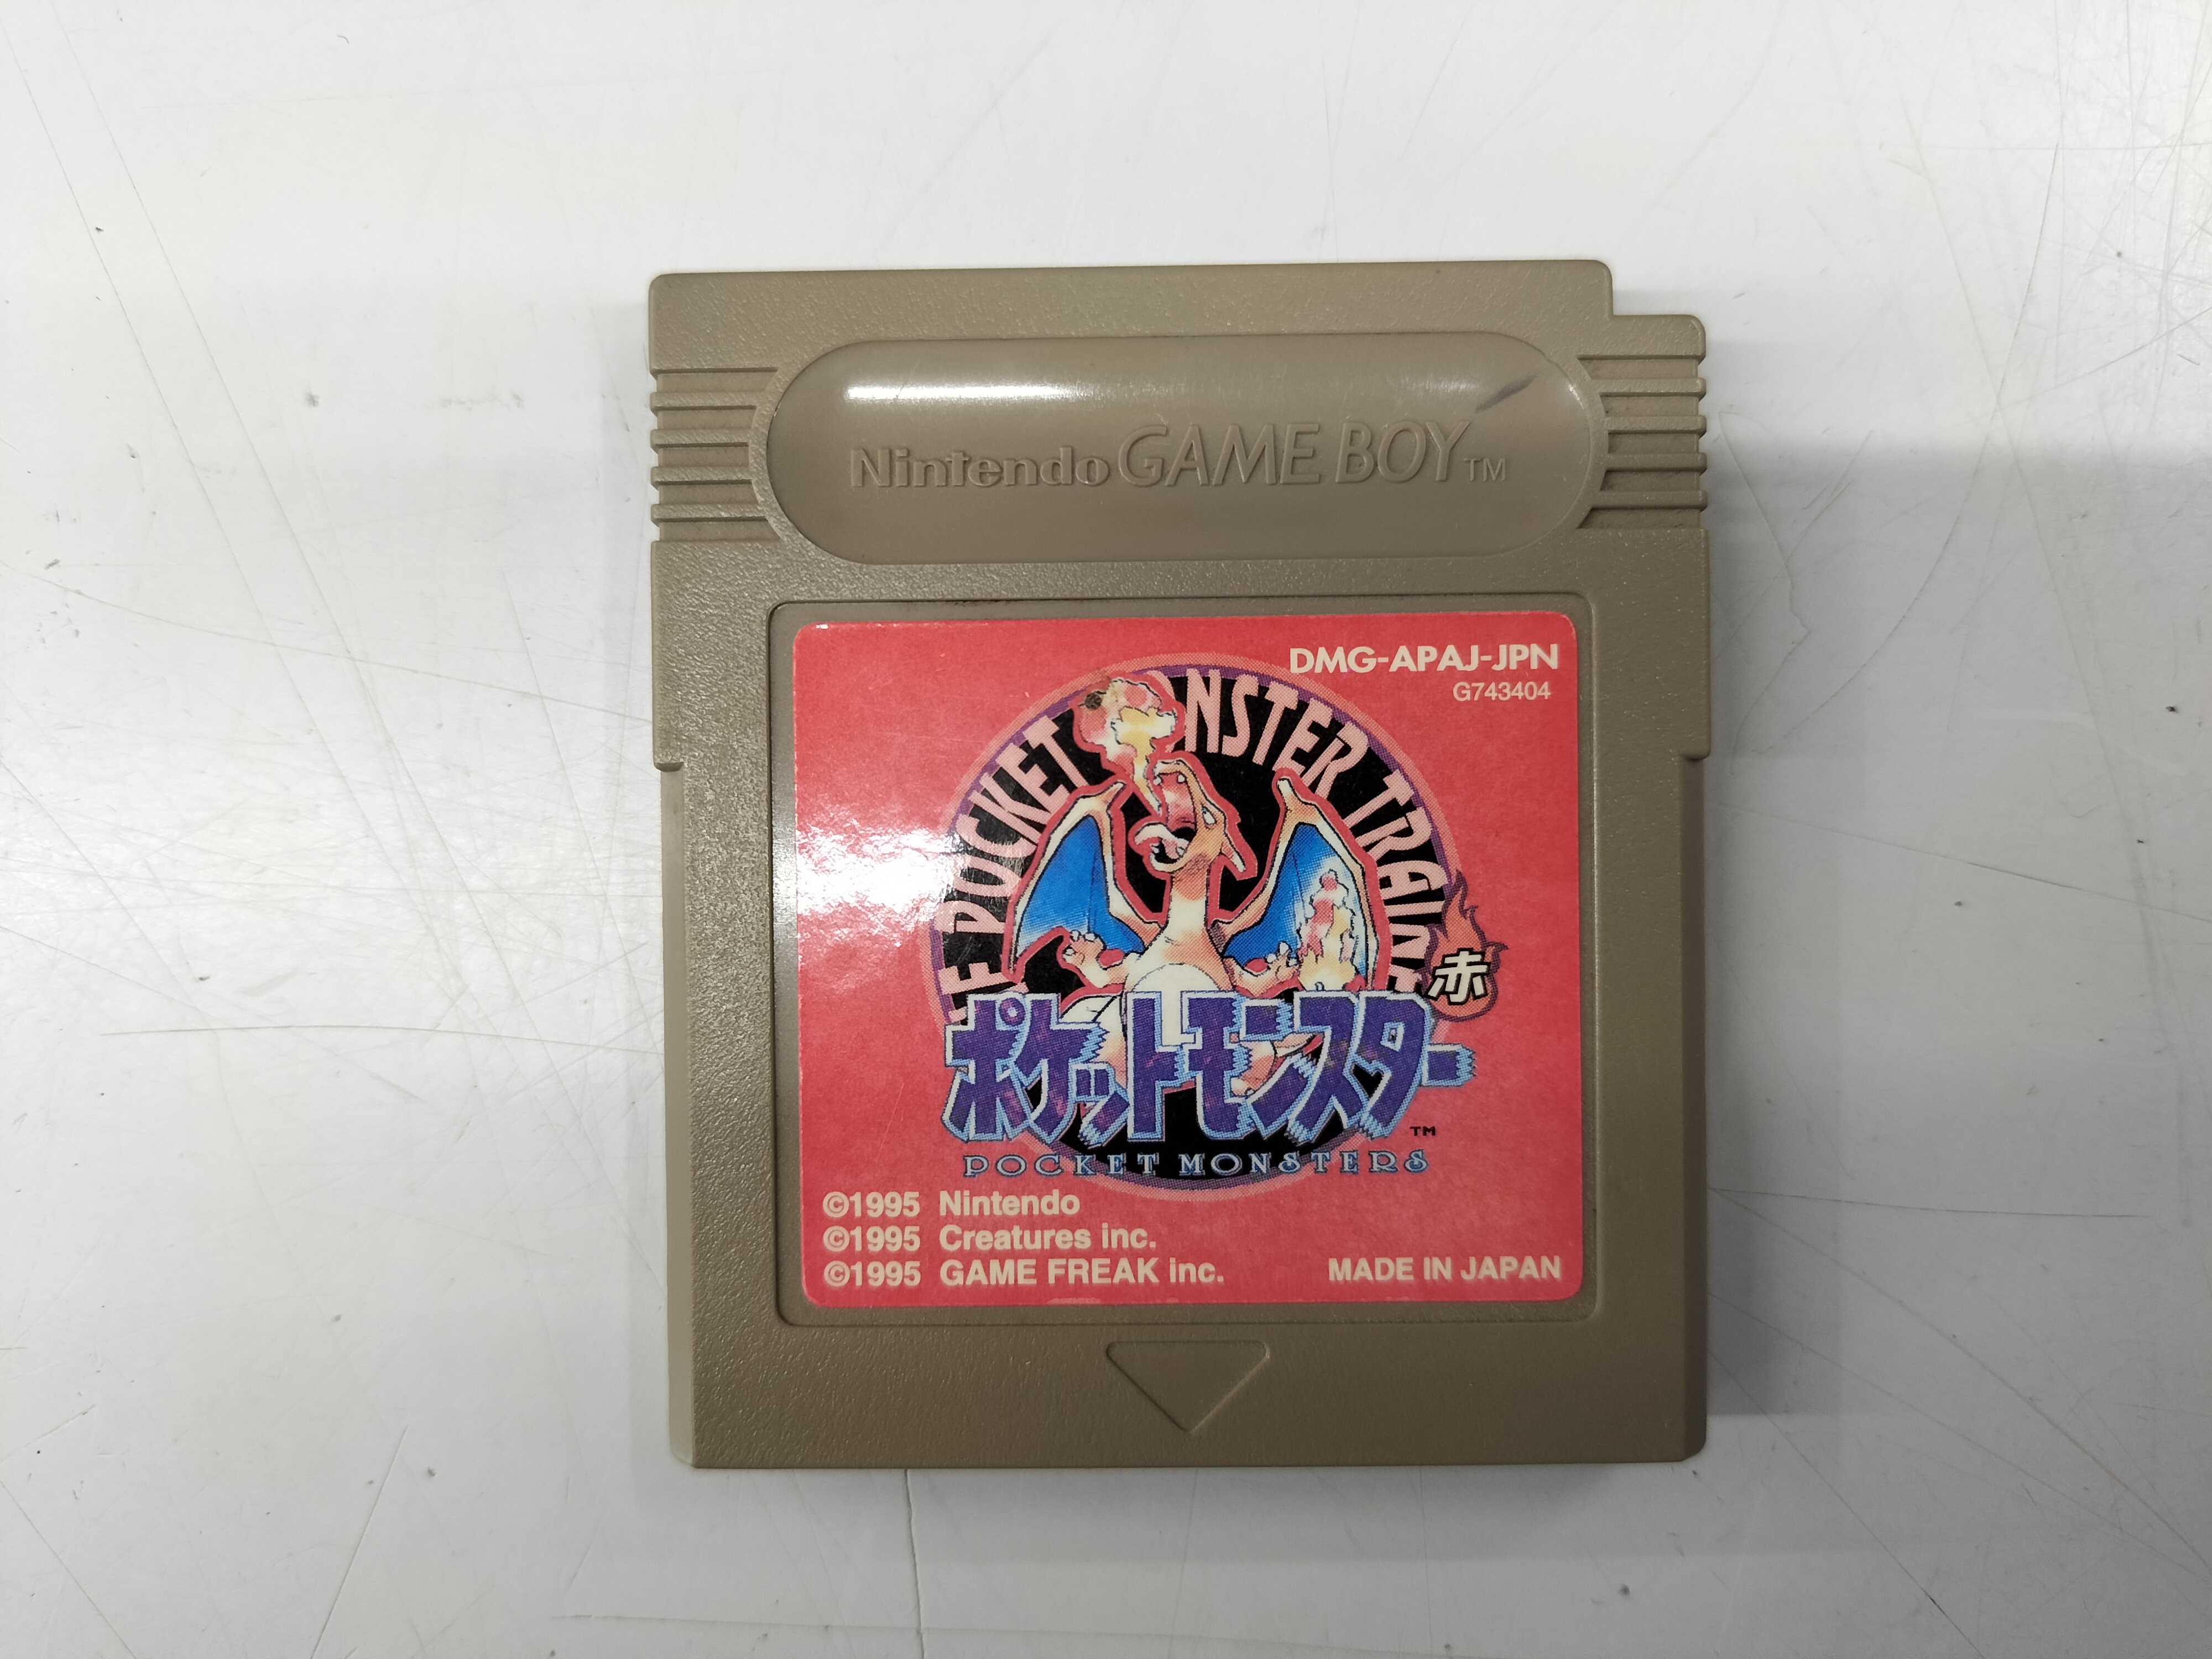 Nintendo GAME BOY TM
DMG-APAJ-JPN
G743404
POCKET MONSTER TRAIN
赤
ポケットモンスター
TM
POCKET MONSTERS
©1995 Nintendo
©1995 Creatures inc.
©1995 GAME FREAK inc.
MADE IN JAPAN